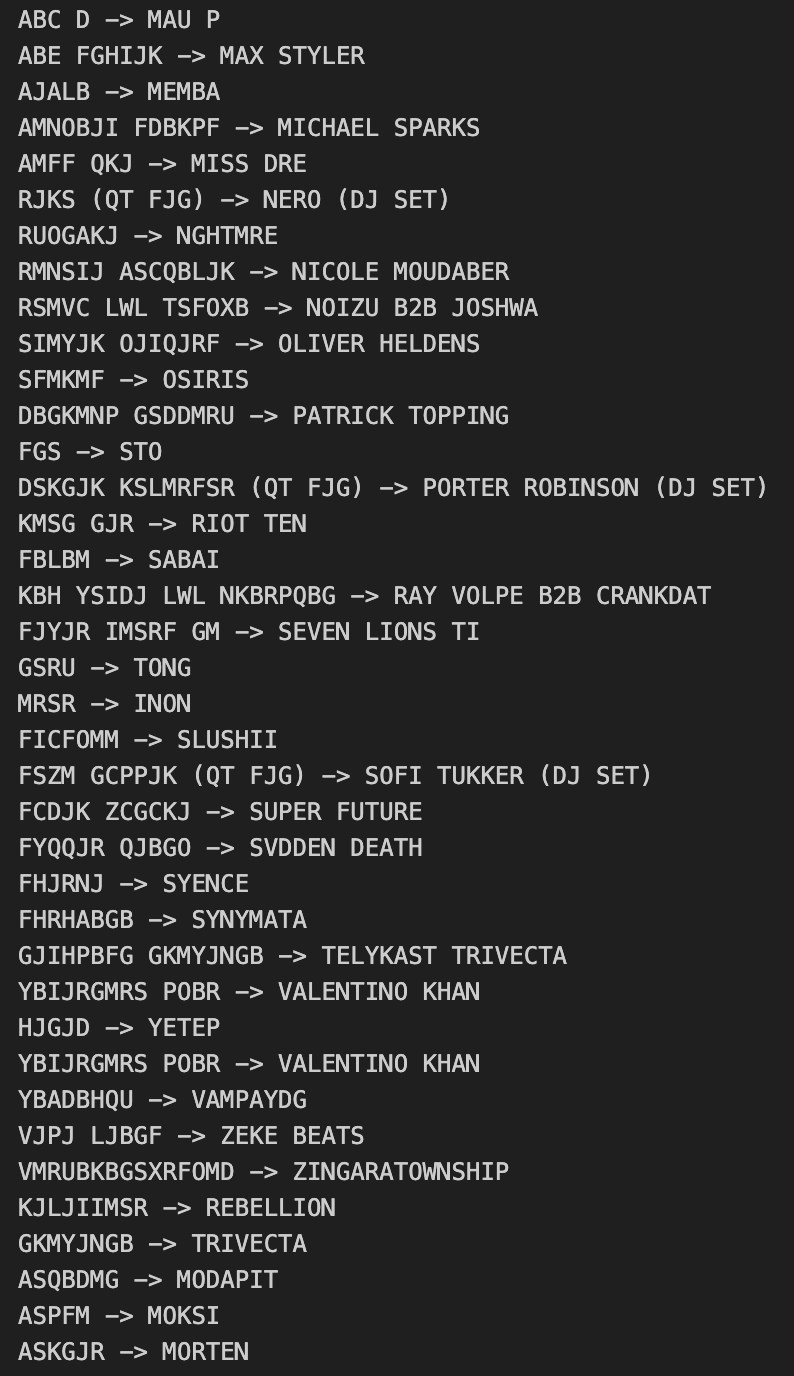 ABC D -> MAU P
ABE FGHIJK -> MAX STYLER
AJALB -> MEMBA
AMNOBJI FDBKPF -> MICHAEL SPARKS
AMFF QKJ -> MISS DRE
RJKS (QT FJG) -> NERO (DJ SET)
RUOGAKJ -> NGHTMRE
RMNSIJ ASCQBLJK -> NICOLE MOUDABER
RSMVC LWL TSFOXB -> NOIZU B2B JOSHWA
SIMYJK OJIQJRF -> OLIVER HELDENS
SFMKMF -> OSIRIS
DBGKMNP GSDDMRU -> PATRICK TOPPING
FGS -> STO
DSKGJK KSLMRFSR (QT FJG) -> PORTER ROBINSON (DJ SET)
KMSG GJR -> RIOT TEN
FBLBM -> SABAI
KBH YSIDJ LWL NKBRPQBG -> RAY VOLPE B2B CRANKDAT
FJYJR IMSRF GM -> SEVEN LIONS TI
GSRU -> TONG
MRSR -> INON
FICFOMM -> SLUSHII
FSZM GCPPJK (QT FJG) -> SOFI TUKKER (DJ SET)
FCDJK ZCGCKJ -> SUPER FUTURE
FYQQJR QJBGO -> SVDDEN DEATH
FHJRNJ -> SYENCE
FHRHABGB -> SYNYMATA
GJIHPBFG GKMYJNGB -> TELYKAST TRIVECTA
YBIJRGMRS POBR -> VALENTINO KHAN
HJGJD -> YETEP
YBIJRGMRS POBR -> VALENTINO KHAN
YBADBHQU -> VAMPAYDG
VJPJ LJBGF -> ZEKE BEATS
VMRUBKBGSXRFOMD -> ZINGARATOWNSHIP
KJLJIIMSR -> REBELLION
GKMYJNGB -> TRIVECTA
ASQBDMG -> MODAPIT
ASPFM -> MOKSI
ASKGJR -> MORTEN